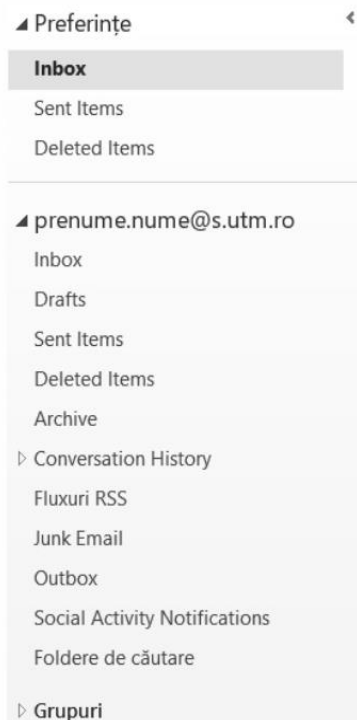 Preferințe
Inbox
Sent Items
Deleted Items
prenume.nume@s.utm.ro
Inbox
Drafts
Sent Items
Deleted Items
Archive
Conversation History
Fluxuri RSS
Junk Email
Outbox
Social Activity Notifications
Foldere de căutare
Grupuri